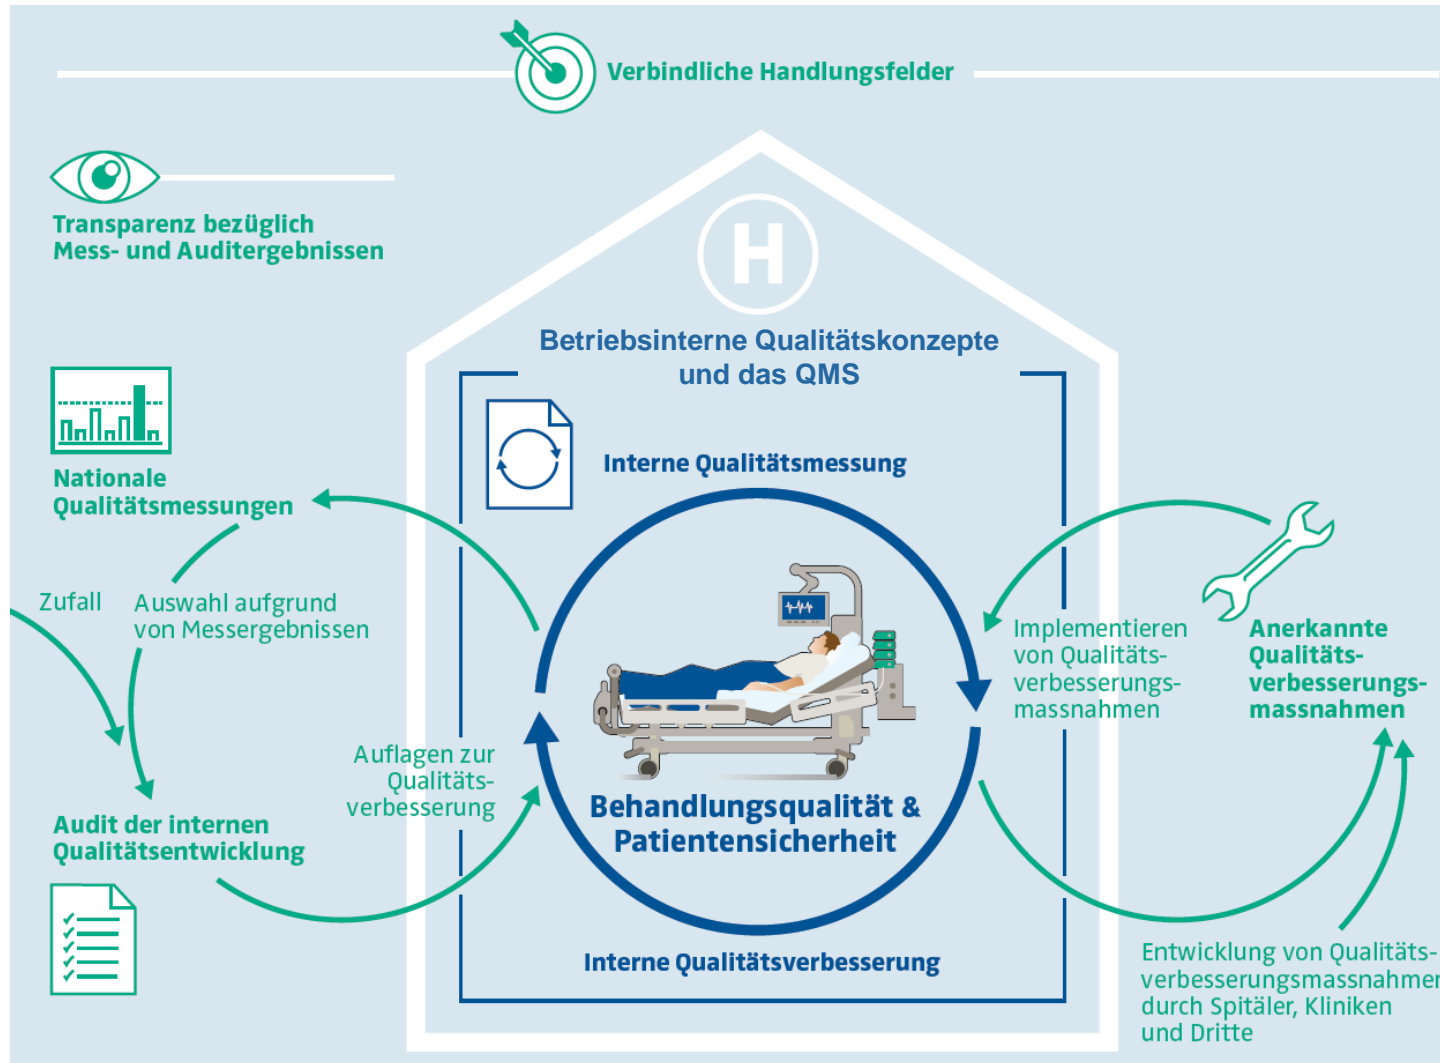 Verbindliche Handlungsfelder
Transparenz bezüglich
Mess- und Auditergebnissen
H
Betriebsinterne Qualitätskonzepte
und das QMS
Interne Qualitätsmessung
Nationale
Qualitätsmessungen
Zufall
Auswahl aufgrund
von Messergebnissen
Auflagen zur
Qualitäts-
verbesserung
Audit der internen
Qualitätsentwicklung
Behandlungsqualität &
Patientensicherheit
Interne Qualitätsverbesserung
Implementieren
von Qualitäts-
verbesserungs-
massnahmen
Anerkannte
Qualitäts-
verbesserungs-
massnahmen
Entwicklung von Qualitäts-
verbesserungsmassnahmen
durch Spitäler, Kliniken
und Dritte